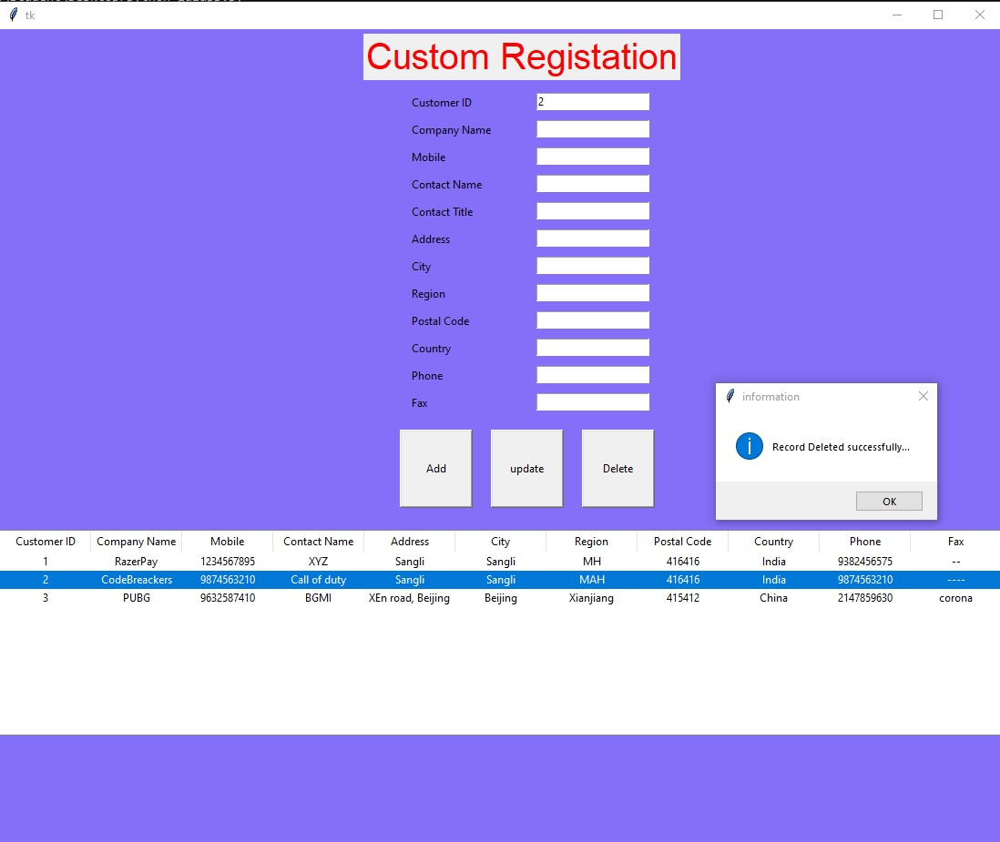 tk
Custom Registation
Customer ID 2
Company Name
Mobile
Contact Name
Contact Title
Address
City
Region
Postal Code
Country
Phone
Fax
Add update Delete
information
Record Deleted successfully...
OK
Customer ID Company Name Mobile Contact Name Address City Region Postal Code Country Phone Fax
1 RazerPay 1234567895 XYZ Sangli Sangli MH 416416 India 9382456575 --
2 CodeBreackers 9874563210 Call of duty Sangli Sangli MAH 416416 India 9874563210 ----
3 PUBG 9632587410 BGMI XEn road, Beijing Beijing Xianjiang 415412 China 2147859630 corona